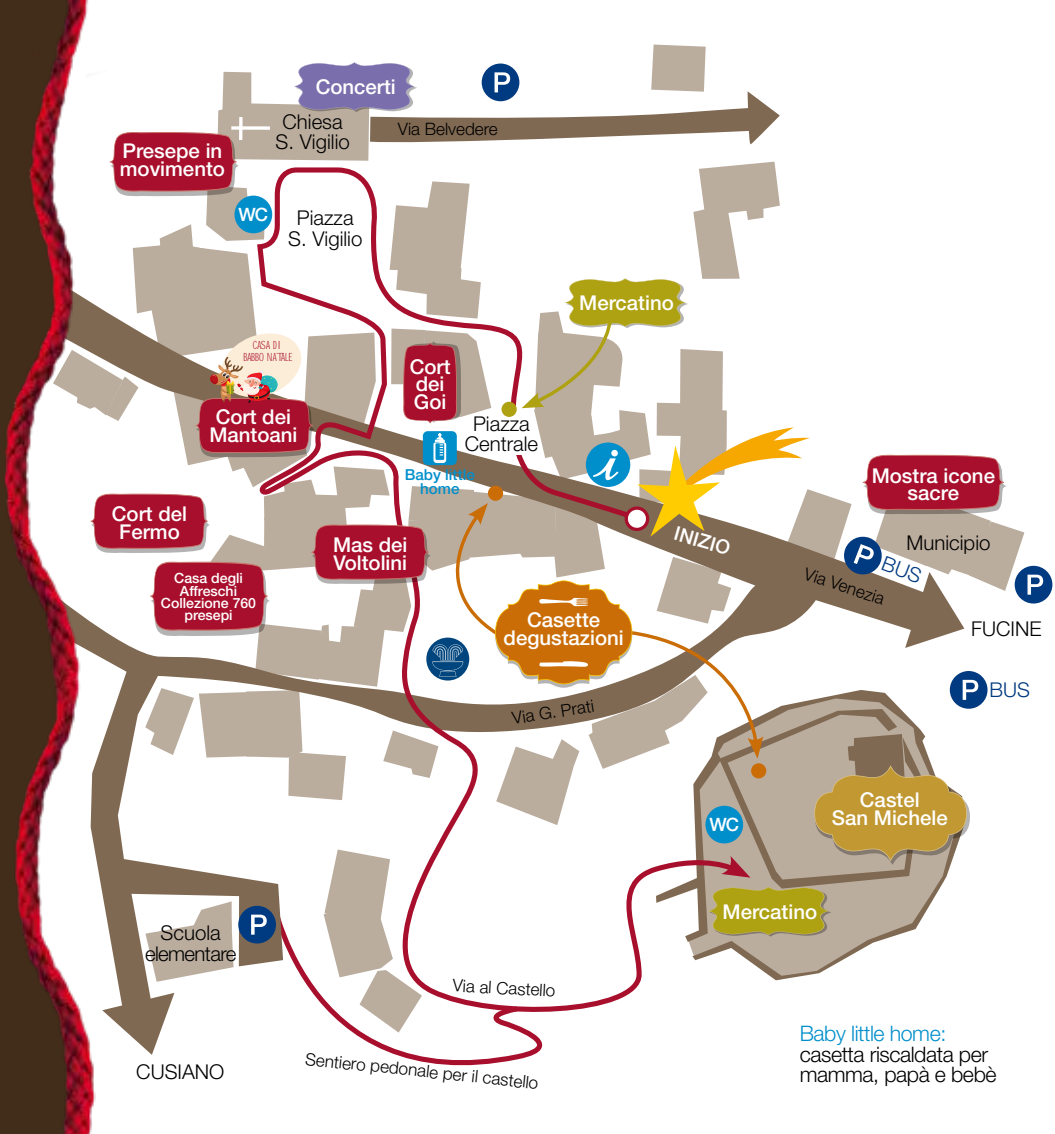 Concerti
P
Chiesa
S. Vigilio
Via Belvedere
Presepe in
movimento
WC
Piazza
S. Vigilio
Mercatino
CASA DI
BABBO NATALE
Cort
dei
Goi
Cort dei
Mantoani
Piazza
Centrale
i
Baby little
home
Mostra icone
sacre
Cort del
Fermo
Mas dei
Voltolini
INIZIO
Municipio
P BUS
P
Via Venezia
Casa degli
Affreschi
Collezione 760
presepi
Casette
degustazioni
FUCINE
P BUS
Via G. Prati
Castel
San Michele
WC
Mercatino
P
Scuola
elementare
Via al Castello
Sentiero pedonale per il castello
CUSIANO
Baby little home:
casetta riscaldata per
mamma, papà e bebè